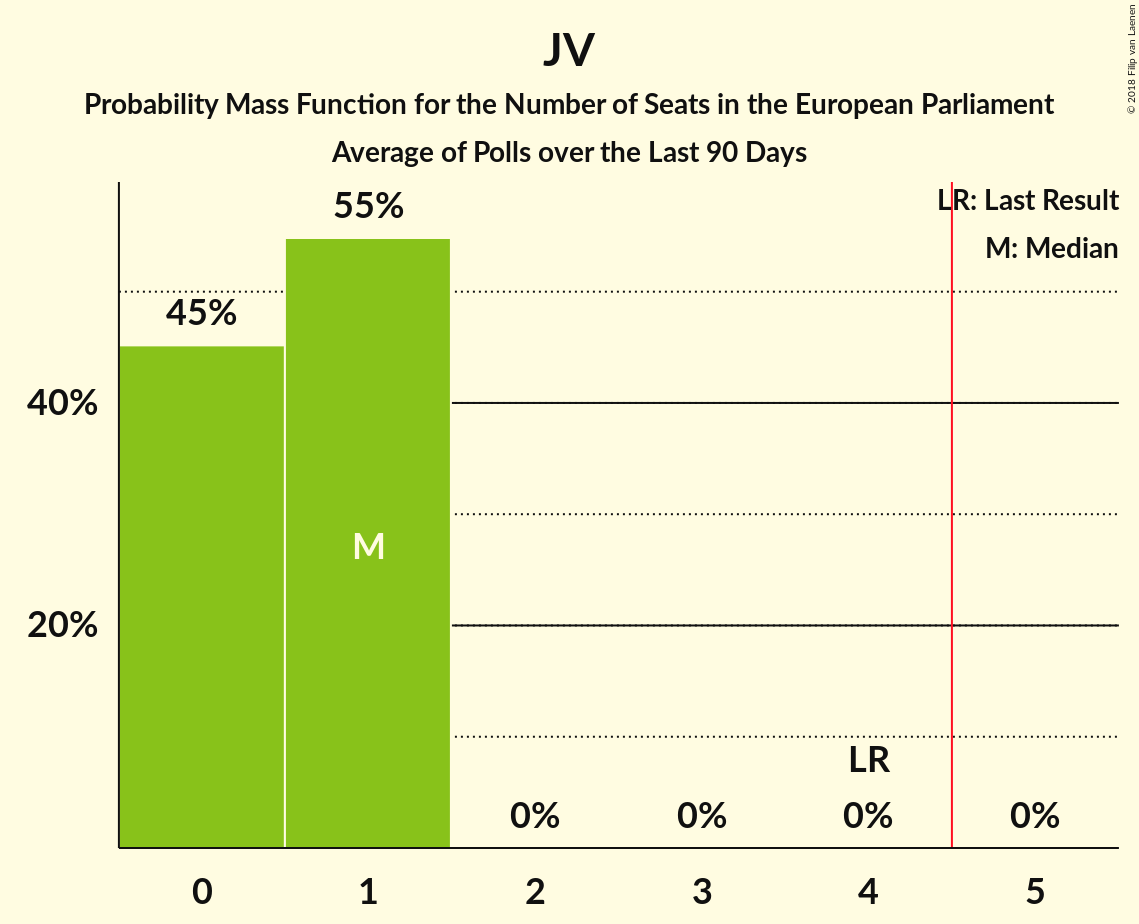 JV
Probability Mass Function for the Number of Seats in the European Parliament
Average of Polls over the Last 90 Days
© 2018 Filip van Laenen
LR: Last Result
M: Median
55%
45%
40%
M
20%
LR
0%
0%
0%
0%
0
1
2
3
4
5